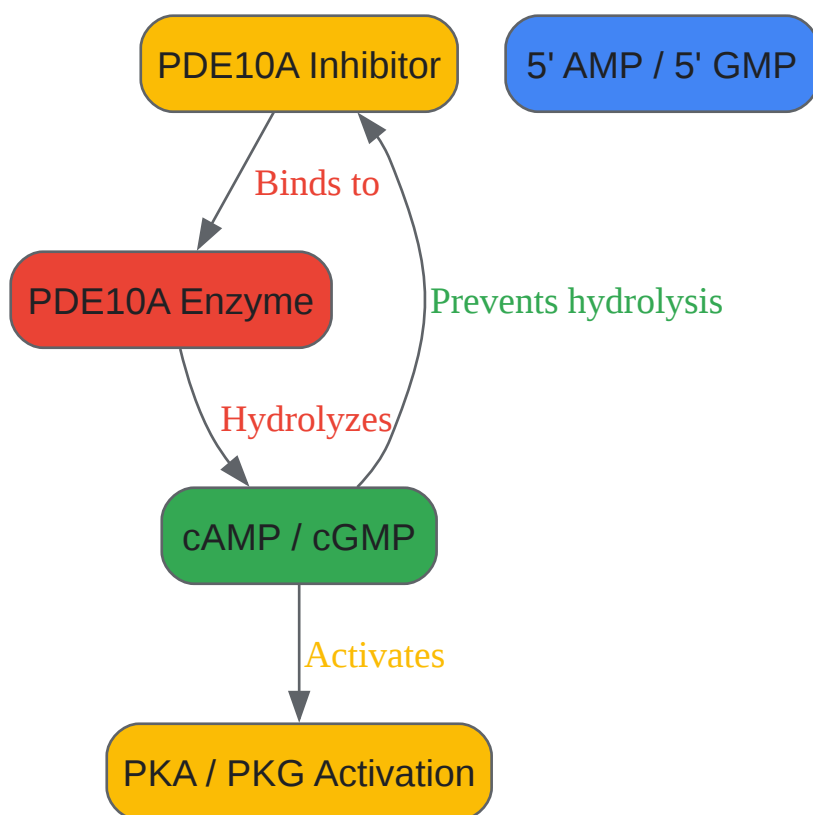 PDE10A Inhibitor
5' AMP / 5' GMP
Binds to
PDE10A Enzyme
Prevents hydrolysis
Hydrolyzes
cAMP / cGMP
Activates
PKA / PKG Activation